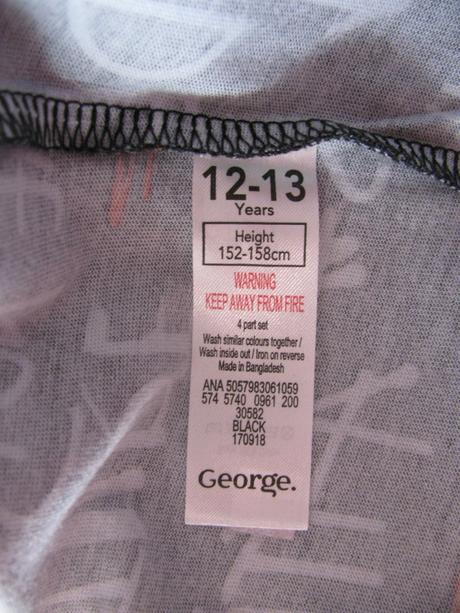 12-13
Years
Height
152-158cm
WARNING
KEEP AWAY FROM FIRE
4 part set
Wash similar colours together /
Wash inside out / Iron on reverse
Made in Bangladesh
ANA 5057983061059
574 5740 0961 200
30582
BLACK
170918
George.